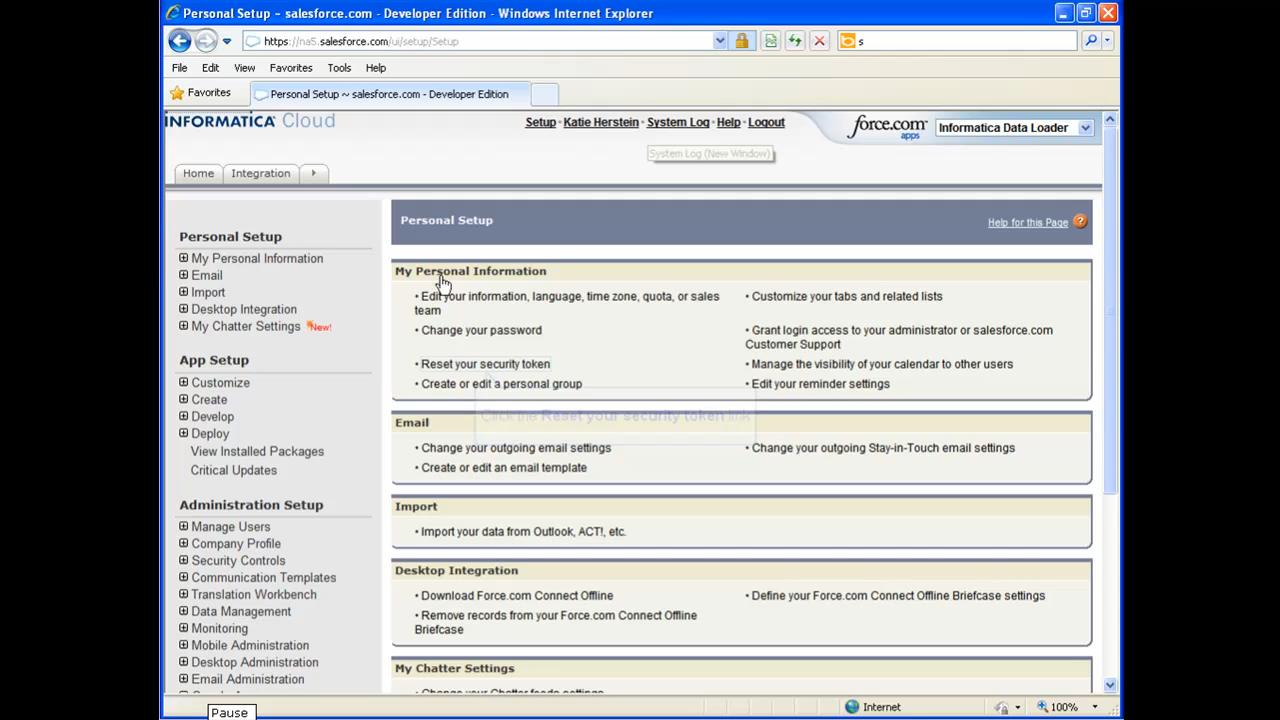 Personal Setup ~ salesforce.com - Developer Edition - Windows Internet Explorer
https://na5.salesforce.com/ui/setup/Setup
s
File Edit View Favorites Tools Help
Favorites
Personal Setup ~ salesforce.com - Developer Edition
INFORMATICA Cloud
Setup · Katie Herstein · System Log · Help · Logout
force.com apps
Informatica Data Loader
System Log (New Window)
Home Integration
Personal Setup
My Personal Information
Email
Import
Desktop Integration
My Chatter Settings New!
App Setup
Customize
Create
Develop
Deploy
View Installed Packages
Critical Updates
Administration Setup
Manage Users
Company Profile
Security Controls
Communication Templates
Translation Workbench
Data Management
Monitoring
Mobile Administration
Desktop Administration
Email Administration
Personal Setup
Help for this Page ?
My Personal Information
• Edit your information, language, time zone, quota, or sales
team
• Change your password
• Reset your security token
• Create or edit a personal group
• Customize your tabs and related lists
• Grant login access to your administrator or salesforce.com
Customer Support
• Manage the visibility of your calendar to other users
• Edit your reminder settings
Click the Reset your security token link
Email
• Change your outgoing email settings
• Create or edit an email template
• Change your outgoing Stay-in-Touch email settings
Import
• Import your data from Outlook, ACT!, etc.
Desktop Integration
• Download Force.com Connect Offline
• Remove records from your Force.com Connect Offline
Briefcase
• Define your Force.com Connect Offline Briefcase settings
My Chatter Settings
• Change your Chatter feeds settings
Internet
100%
Pause